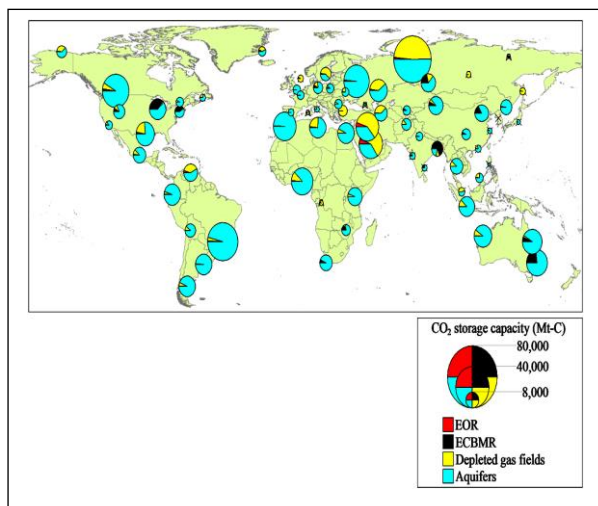 CO₂ storage capacity (Mt-C)
80,000
40,000
8,000
EOR
ECBMR
Depleted gas fields
Aquifers